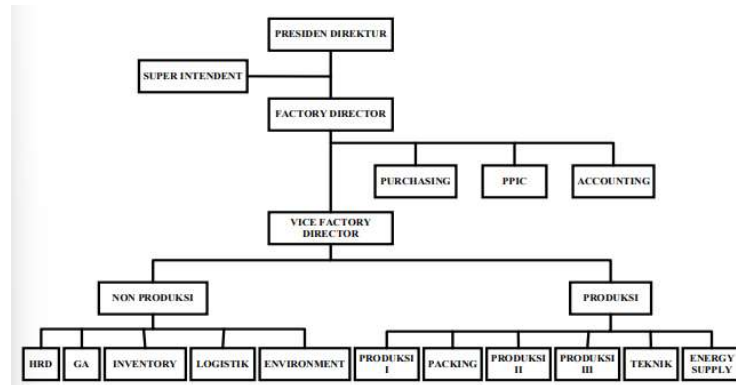 PRESIDEN DIREKTUR
SUPER INTENDENT
FACTORY DIRECTOR
PURCHASING
PPIC
ACCOUNTING
VICE FACTORY
DIRECTOR
NON PRODUKSI
PRODUKSI
HRD
GA
INVENTORY
LOGISTIK
ENVIRONMENT
PRODUKSI
I
PACKING
PRODUKSI
II
PRODUKSI
III
TEKNIK
ENERGY
SUPPLY